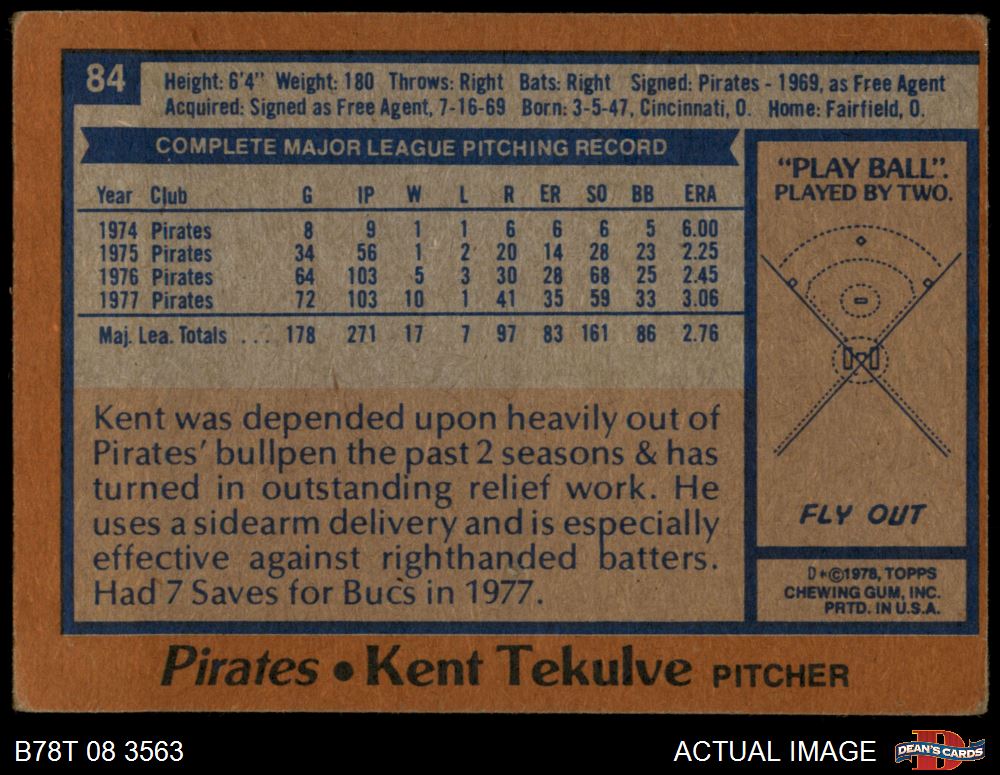 84
Height: 6'4" Weight: 180 Throws: Right Bats: Right Signed: Pirates - 1969, as Free Agent
Acquired: Signed as Free Agent, 7-16-69 Born: 3-5-47, Cincinnati, O. Home: Fairfield, O.
COMPLETE MAJOR LEAGUE PITCHING RECORD
Year Club G IP W L R ER SO BB ERA
1974 Pirates 8 9 1 1 6 6 6 5 6.00
1975 Pirates 34 56 1 2 20 14 28 23 2.25
1976 Pirates 64 103 5 3 30 28 68 25 2.45
1977 Pirates 72 103 10 1 41 35 59 33 3.06
Maj. Lea. Totals ... 178 271 17 7 97 83 161 86 2.76
Kent was depended upon heavily out of
Pirates' bullpen the past 2 seasons & has
turned in outstanding relief work. He
uses a sidearm delivery and is especially
effective against righthanded batters.
Had 7 Saves for Bucs in 1977.
"PLAY BALL".
PLAYED BY TWO.
FLY OUT
D*©1978, TOPPS
CHEWING GUM, INC.
PRTD. IN U.S.A.
Pirates • Kent Tekulve PITCHER
B78T 08 3563
ACTUAL IMAGE
D
DEAN'S CARDS